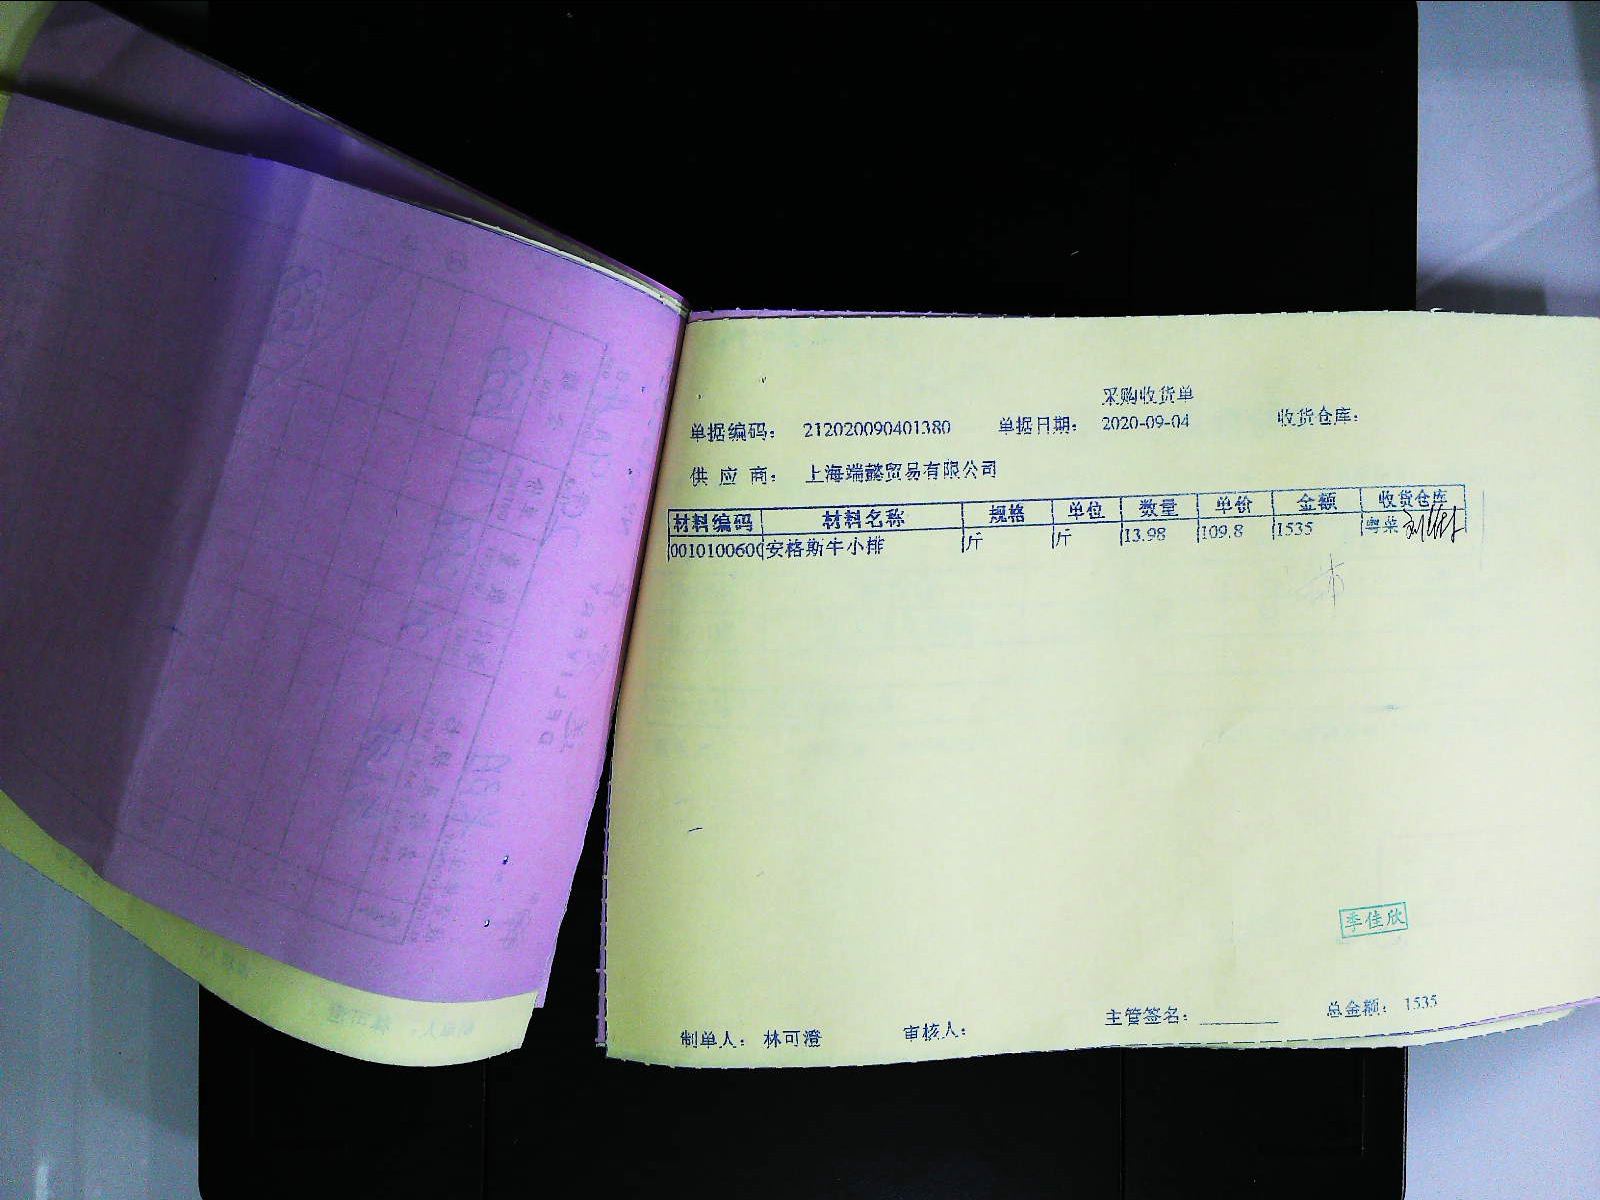 采购收货单
单据编码： 212020090401380 单据日期： 2020-09-04 收货仓库：
供 应 商： 上海端懿贸易有限公司
材料编码 材料名称 规格 单位 数量 单价 金额 收货仓库
0010100600 安格斯牛小排 斤 斤 13.98 109.8 1535 粤菜
季佳欣
制单人： 林可澄 审核人： 主管签名： 总金额： 1535